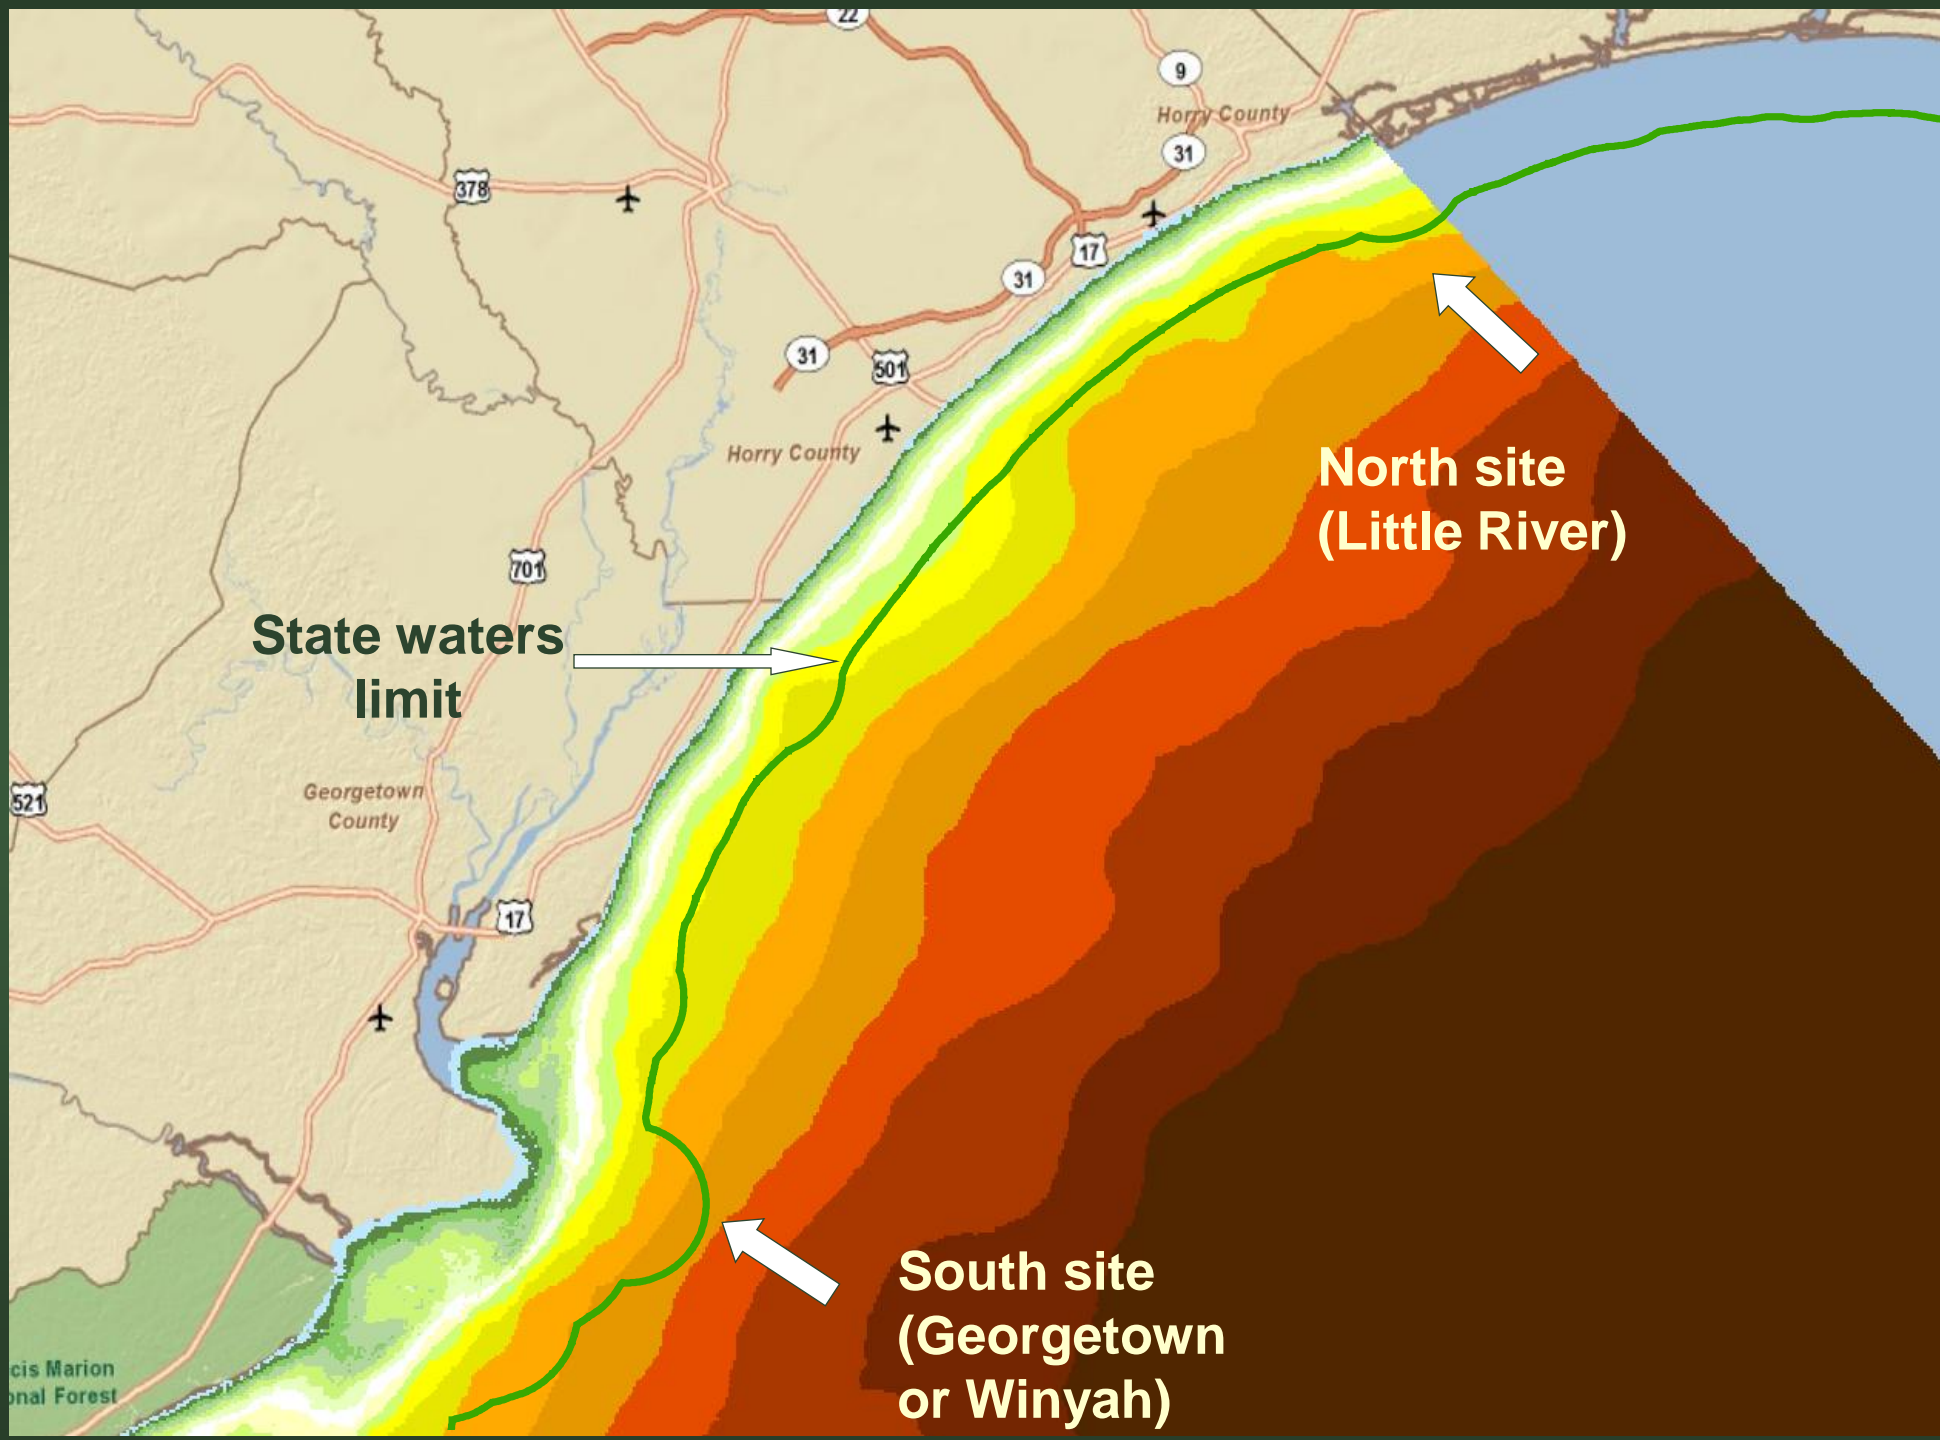 22
9
Horry County
31
378
17
31
31
501
Horry County
North site
(Little River)
701
State waters
limit
Georgetown
County
521
17
South site
(Georgetown
or Winyah)
cis Marion
onal Forest